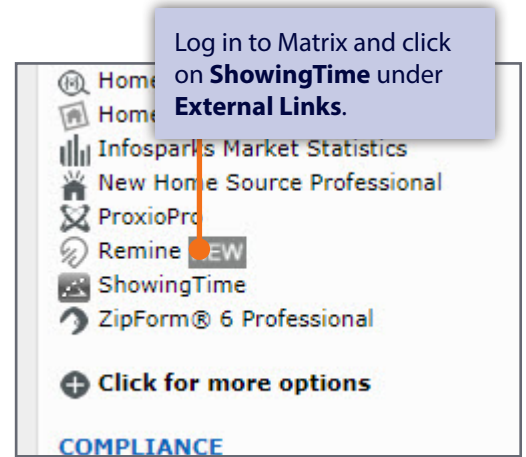 Log in to Matrix and click
on ShowingTime under
External Links.
Home
Home
Infosparks Market Statistics
New Home Source Professional
ProxioPro
Remine
ShowingTime
ZipForm® 6 Professional
Click for more options
COMPLIANCE